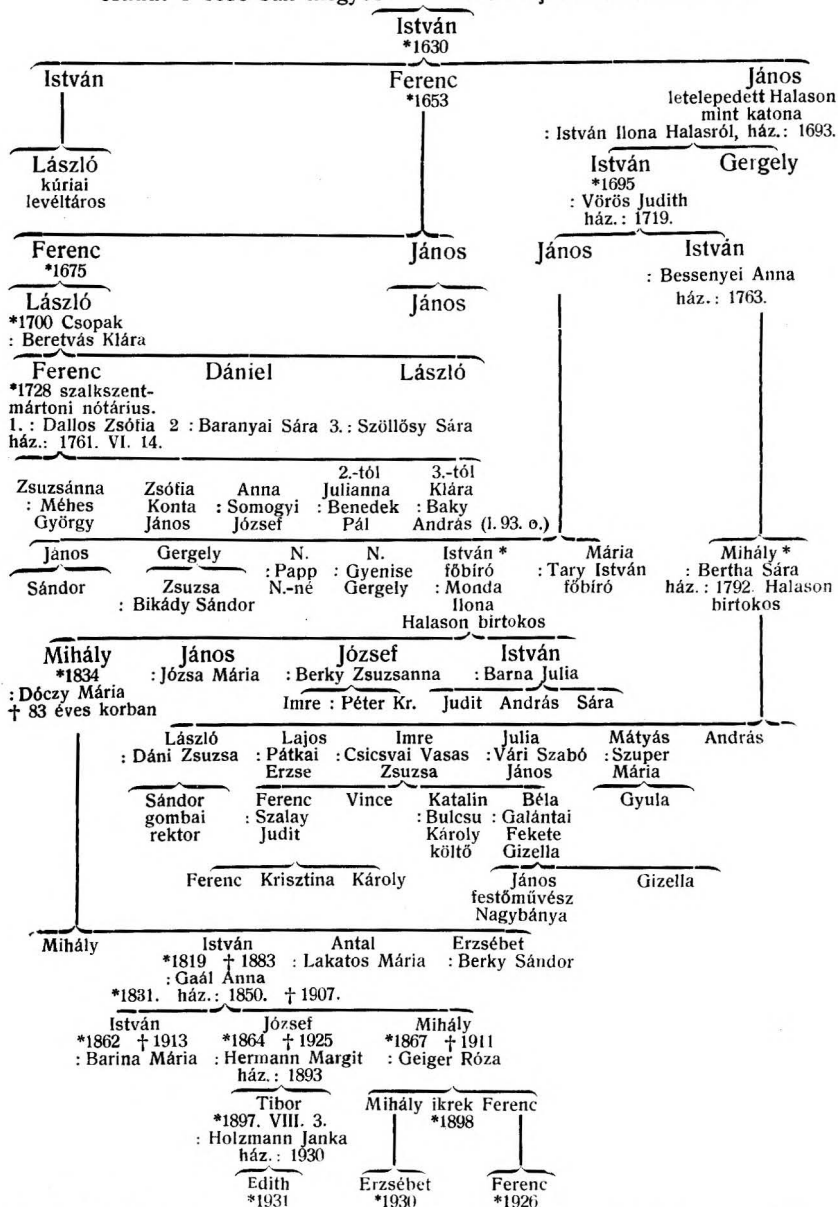 István
*1630
István Ferenc János
*1653 letelepedett Halason
mint katona
: István Ilona Halasról, ház.: 1693.
László István Gergely
kúriai *1695
levéltáros : Vörös Judith
ház.: 1719.
Ferenc János János István
*1675 : Bessenyei Anna
László János ház.: 1763.
*1700 Csopak
: Beretvás Klára
Ferenc Dániel László
*1728 szalkszent-
mártoni nótárius.
1. : Dallos Zsófia 2 : Baranyai Sára 3. : Szöllősy Sára
ház.: 1761. VI. 14.
2.-tól 3.-tól
Zsuzsánna Zsófia Anna Julianna Klára
: Méhes Konta : Somogyi : Benedek : Baky
György János József Pál András (l. 93. o.)
János Gergely N. N. István * Mária Mihály *
: Papp : Gyenise főbíró : Tary István : Bertha Sára
Sándor Zsuzsa N.-né Gergely : Monda főbíró ház.: 1792. Halason
: Bikády Sándor Ilona birtokos
Halason birtokos
Mihály János József István
*1834 : Józsa Mária : Berky Zsuzsanna : Barna Julia
: Dóczy Mária Imre : Péter Kr. Judit András Sára
† 83 éves korban
László Lajos Imre Julia Mátyás András
: Dáni Zsuzsa : Pátkai : Csicsvai Vasas : Vári Szabó : Szuper
Erzse Zsuzsa János Mária
Sándor Ferenc Vince Katalin Béla Gyula
gombai : Szalay : Bulcsu : Galántai
rektor Judit Károly Fekete
költő Gizella
Ferenc Krisztina Károly János Gizella
festőművész
Nagybánya
Mihály István Antal Erzsébet
*1819 † 1883 : Lakatos Mária : Berky Sándor
: Gaál Anna
*1831. ház.: 1850. † 1907.
István József Mihály
*1862 † 1913 *1864 † 1925 *1867 † 1911
: Barina Mária : Hermann Margit : Geiger Róza
ház.: 1893
Tibor Mihály ikrek Ferenc
*1897. VIII. 3. *1898
: Holzmann Janka
ház.: 1930
Edith Erzsébet Ferenc
*1931 *1930 *1926